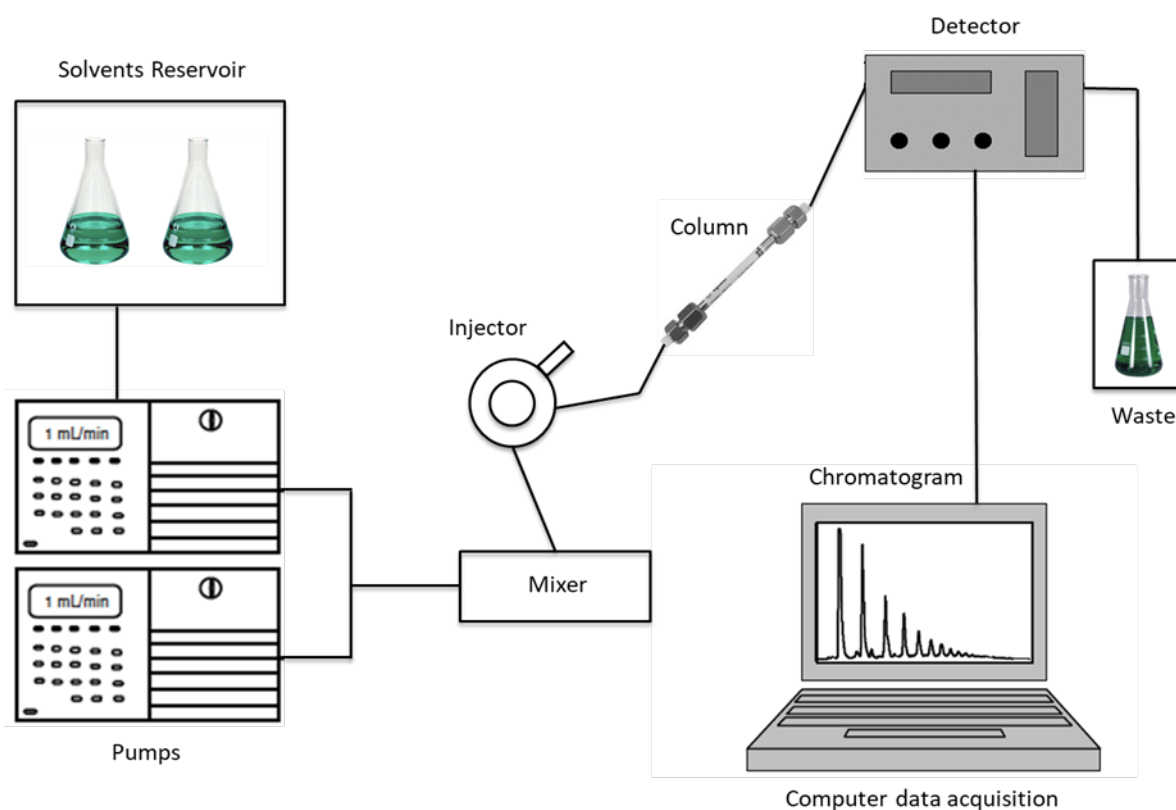 Detector
Solvents Reservoir
Column
Injector
1 mL/min
Waste
Chromatogram
Mixer
1 mL/min
Pumps
Computer data acquisition